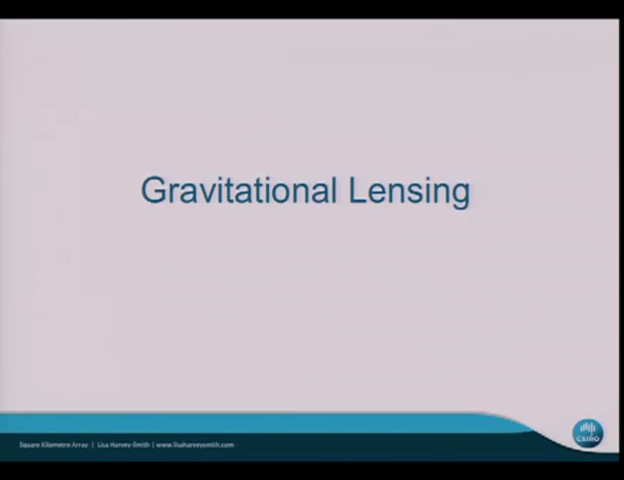 Gravitational Lensing
Square Kilometre Array | Lisa Harvey-Smith | www.lisaharveysmith.com
CSIRO